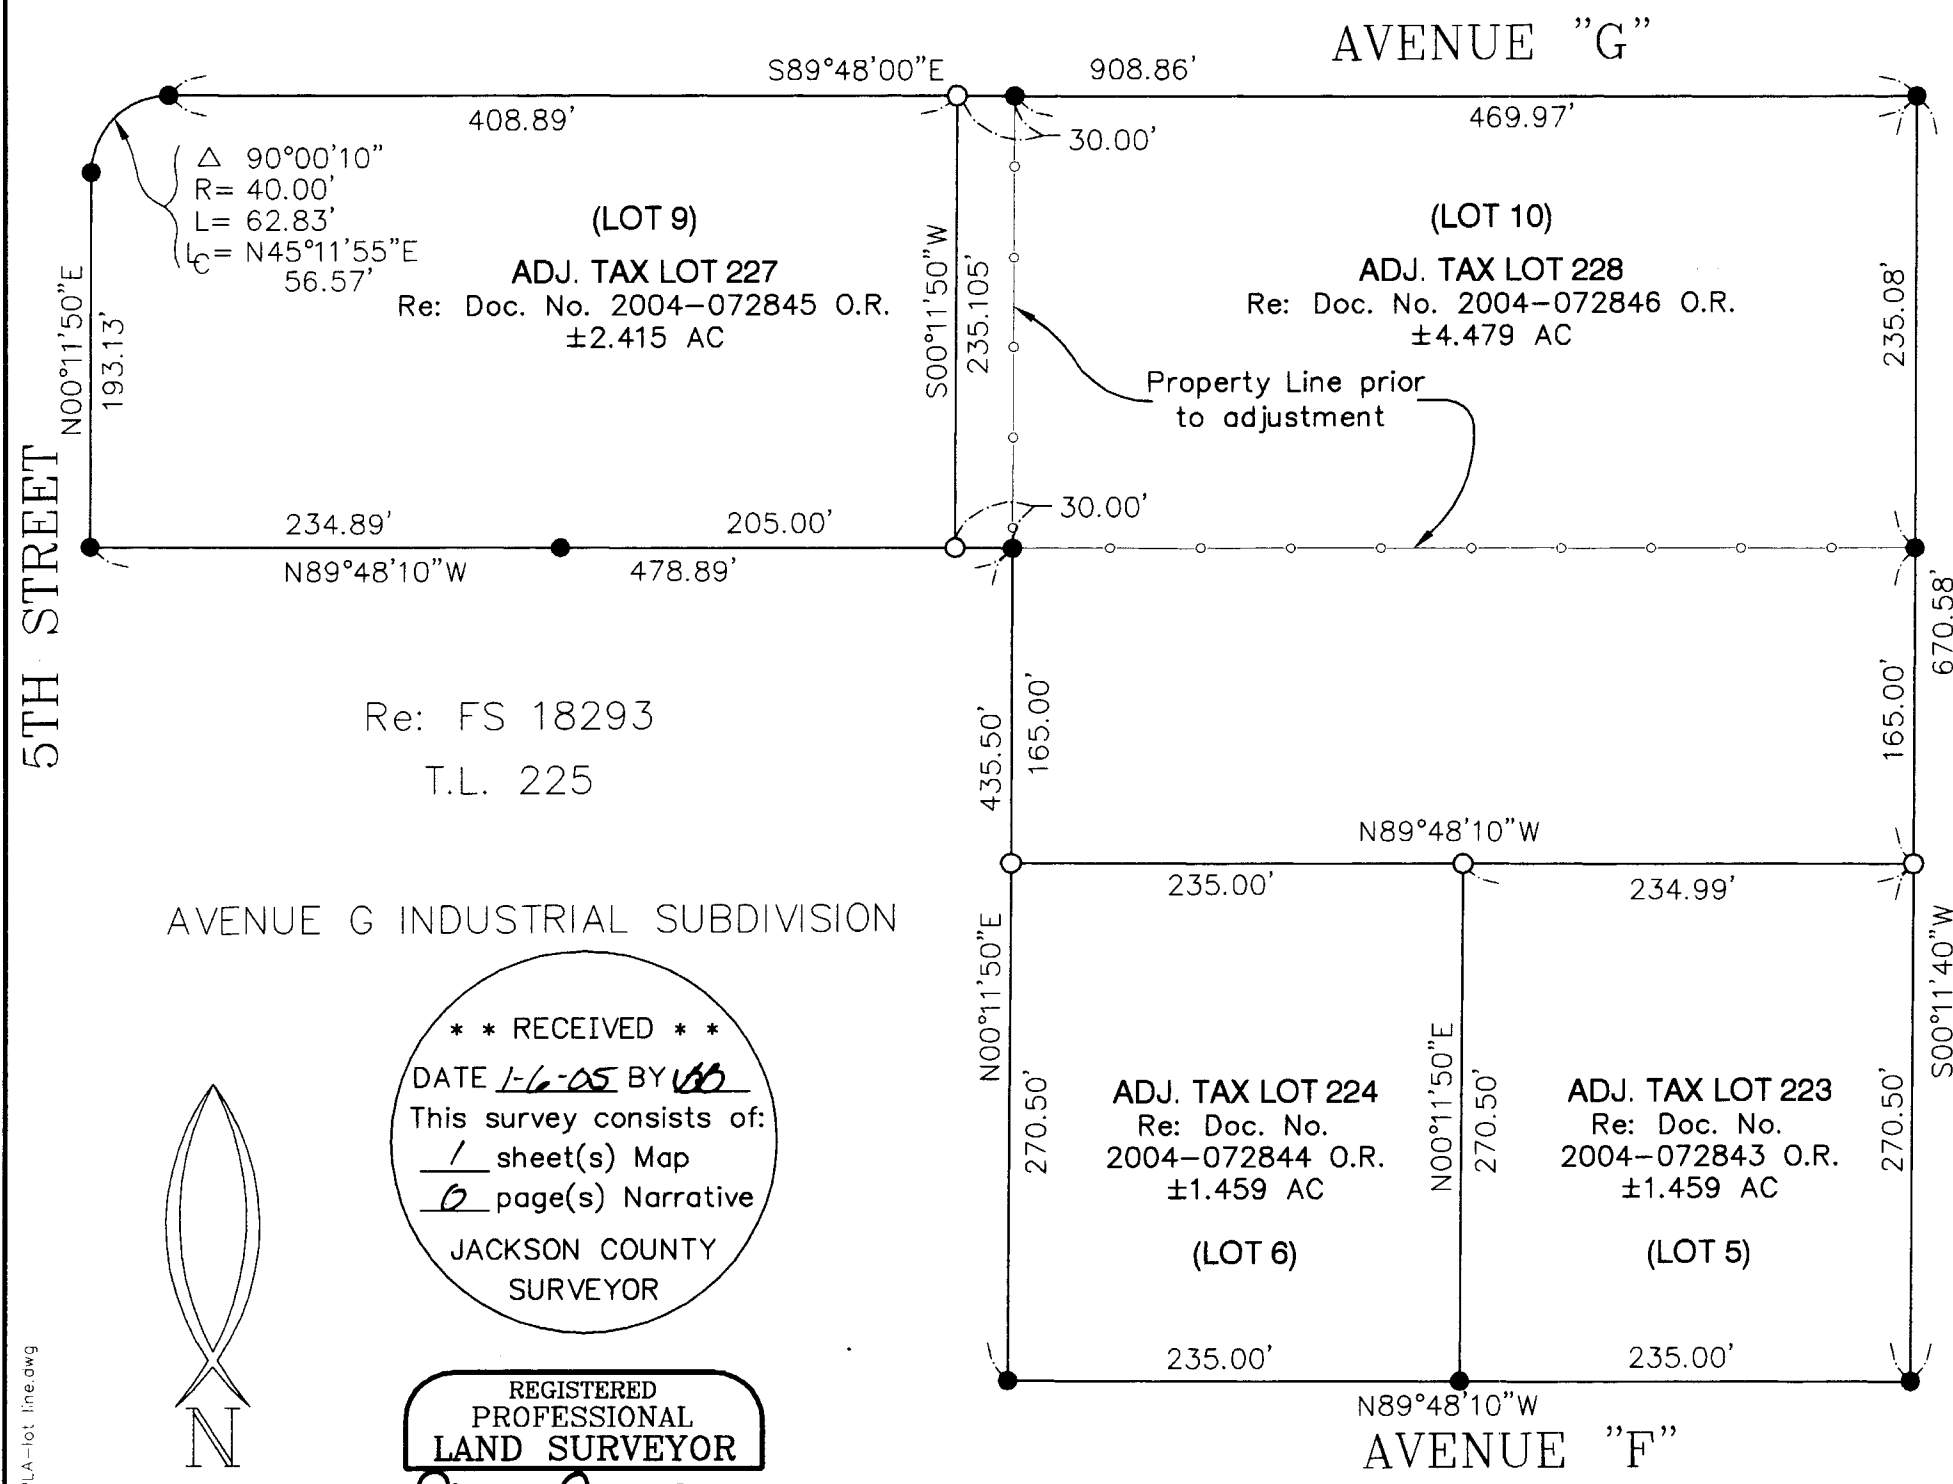 AVENUE "G"
S89°48'00"E
908.86'
408.89'
469.97'
30.00'
△ 90°00'10"
R= 40.00'
L= 62.83'
LC= N45°11'55"E
56.57'
(LOT 9)
ADJ. TAX LOT 227
Re: Doc. No. 2004-072845 O.R.
±2.415 AC
(LOT 10)
ADJ. TAX LOT 228
Re: Doc. No. 2004-072846 O.R.
±4.479 AC
N00°11'50"E
193.13'
S00°11'50"W
235.105'
235.08'
Property Line prior
to adjustment
5TH STREET
234.89'
205.00'
30.00'
N89°48'10"W
478.89'
670.58'
Re: FS 18293
T.L. 225
435.50'
165.00'
165.00'
N89°48'10"W
235.00'
234.99'
AVENUE G INDUSTRIAL SUBDIVISION
N00°11'50"E
270.50'
N00°11'50"E
270.50'
S00°11'40"W
270.50'
* * RECEIVED * *
DATE 1-6-05 BY
This survey consists of:
1 sheet(s) Map
0 page(s) Narrative
JACKSON COUNTY
SURVEYOR
ADJ. TAX LOT 224
Re: Doc. No.
2004-072844 O.R.
±1.459 AC
(LOT 6)
ADJ. TAX LOT 223
Re: Doc. No.
2004-072843 O.R.
±1.459 AC
(LOT 5)
235.00'
235.00'
N89°48'10"W
AVENUE "F"
N
REGISTERED
PROFESSIONAL
LAND SURVEYOR
LA-lot line.dwg